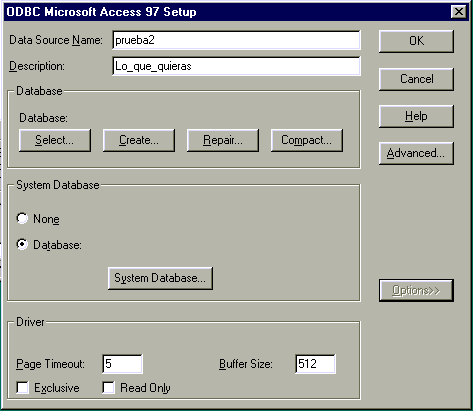 ODBC Microsoft Access 97 Setup
Data Source Name: prueba2
OK
Description: Lo_que_quieras
Cancel
Database
Database:
Help
Select... Create... Repair... Compact...
Advanced...
System Database
None
Database:
System Database...
Options>>
Driver
Page Timeout: 5 Buffer Size: 512
Exclusive Read Only